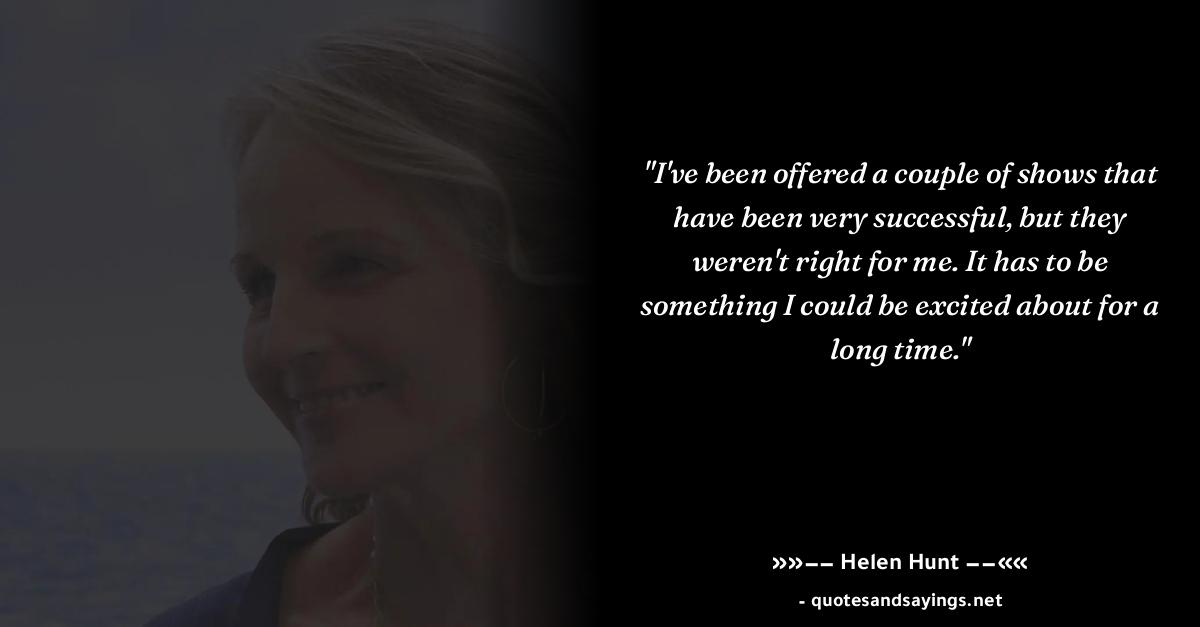 "I've been offered a couple of shows that
have been very successful, but they
weren't right for me. It has to be
something I could be excited about for a
long time."
»»–– Helen Hunt ––««
- quotesandsayings.net